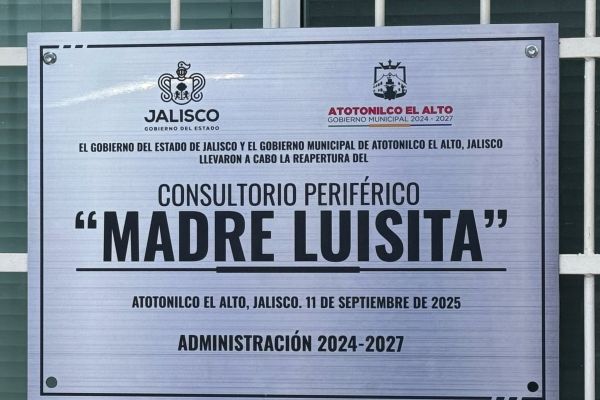 JALISCO
GOBIERNO DEL ESTADO
ATOTONILCO EL ALTO
GOBIERNO MUNICIPAL 2024 - 2027
EL GOBIERNO DEL ESTADO DE JALISCO Y EL GOBIERNO MUNICIPAL DE ATOTONILCO EL ALTO, JALISCO
LLEVARON A CABO LA REAPERTURA DEL
CONSULTORIO PERIFÉRICO
“MADRE LUISITA”
ATOTONILCO EL ALTO, JALISCO. 11 DE SEPTIEMBRE DE 2025
ADMINISTRACIÓN 2024-2027